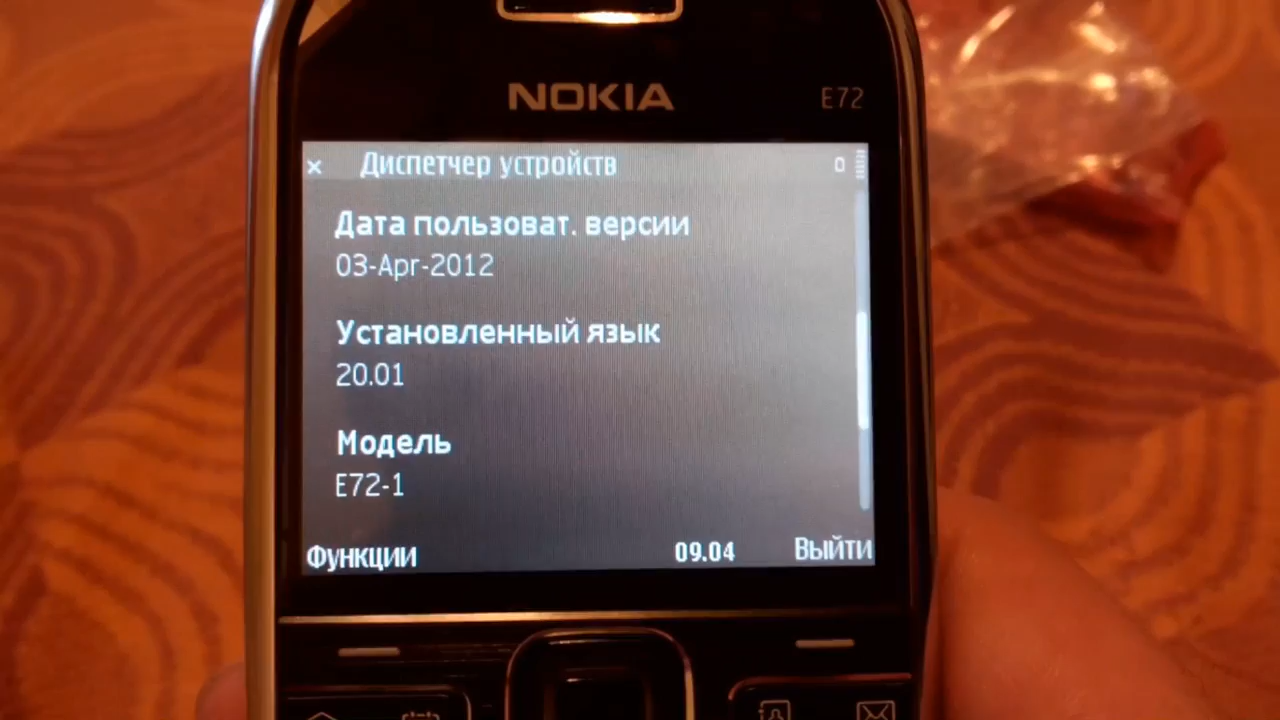 NOKIA E72
Диспетчер устройств
Дата пользоват. версии
03-Apr-2012
Установленный язык
20.01
Модель
E72-1
Функции 09.04 Выйти